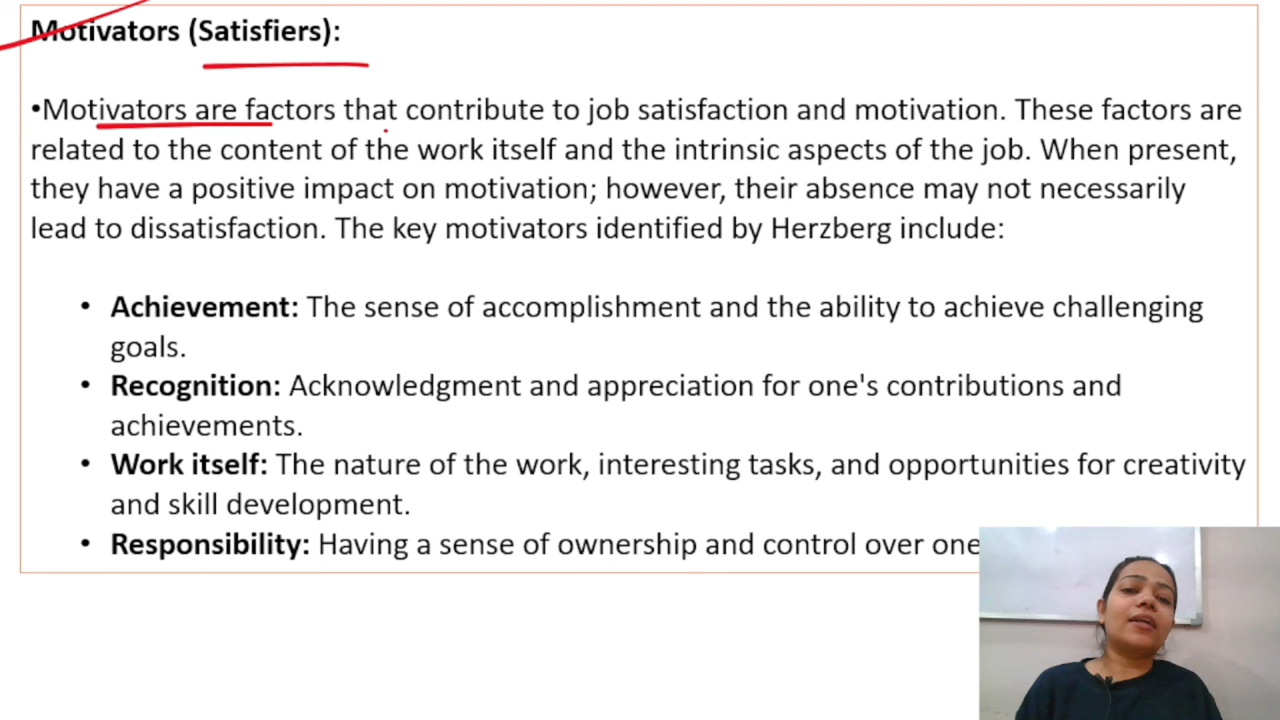 Motivators (Satisfiers):
•Motivators are factors that contribute to job satisfaction and motivation. These factors are
related to the content of the work itself and the intrinsic aspects of the job. When present,
they have a positive impact on motivation; however, their absence may not necessarily
lead to dissatisfaction. The key motivators identified by Herzberg include:
• Achievement: The sense of accomplishment and the ability to achieve challenging
goals.
• Recognition: Acknowledgment and appreciation for one's contributions and
achievements.
• Work itself: The nature of the work, interesting tasks, and opportunities for creativity
and skill development.
• Responsibility: Having a sense of ownership and control over one